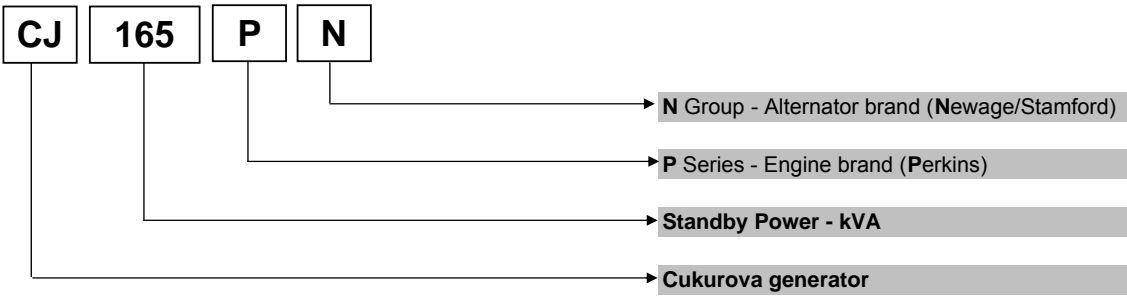 CJ 165 P N
N Group - Alternator brand (Newage/Stamford)
P Series - Engine brand (Perkins)
Standby Power - kVA
Cukurova generator